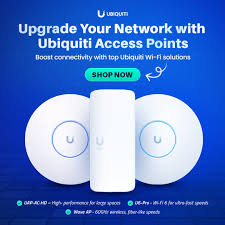 UBIQUITI
Upgrade Your Network with
Ubiquiti Access Points
Boost connectivity with top Ubiquiti Wi-Fi solutions
SHOP NOW
UAP-AC-HD – High-performance for large spaces
U6-Pro – Wi-Fi 6 for ultra-fast speeds
Wave AP – 60GHz wireless, fiber-like speeds